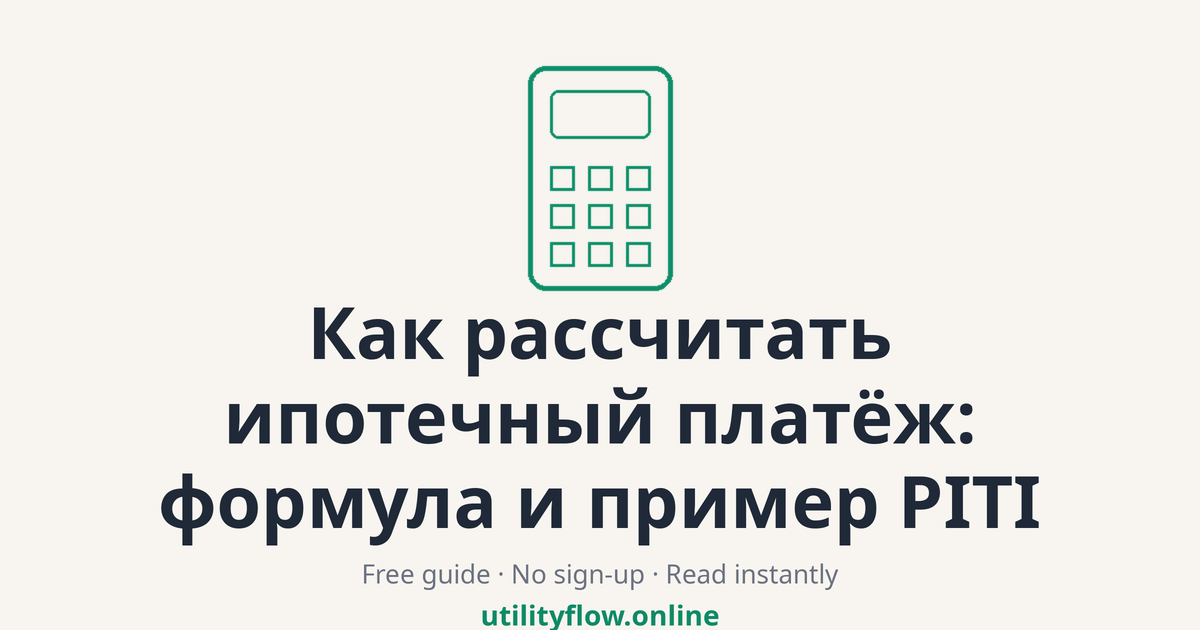 Как рассчитать
ипотечный платёж:
формула и пример PITI
Free guide · No sign-up · Read instantly
utilityflow.online